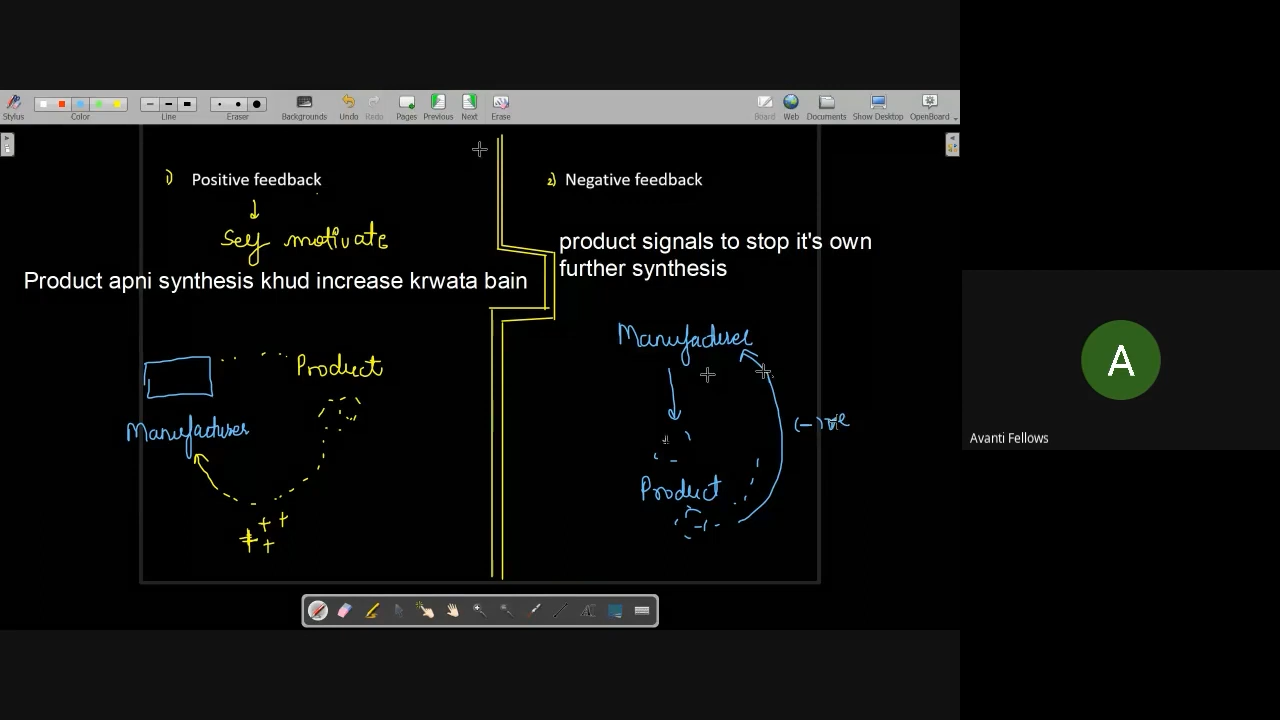 Stylus
Color
Line
Eraser
Backgrounds
Undo
Redo
Pages
Previous
Next
Erase
Board
Web
Documents
Show Desktop
OpenBoard
1) Positive feedback
Self motivate
Product apni synthesis khud increase krwata bain
Product
Manufacturer
+ + + +
2) Negative feedback
product signals to stop it's own
further synthesis
Manufacturer
(-)ve
Product
A
Avanti Fellows